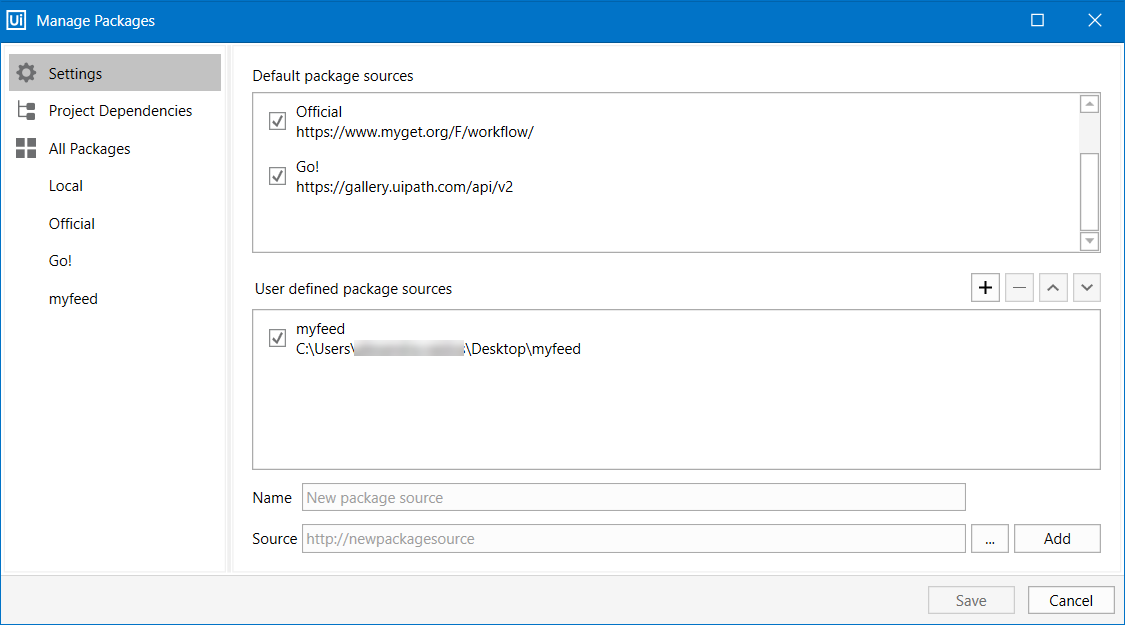 Ui Manage Packages
Settings
Project Dependencies
All Packages
Local
Official
Go!
myfeed
Default package sources
Official
https://www.myget.org/F/workflow/
Go!
https://gallery.uipath.com/api/v2
User defined package sources
myfeed
C:\Users\ \Desktop\myfeed
Name New package source
Source http://newpackagesource ... Add
Save Cancel